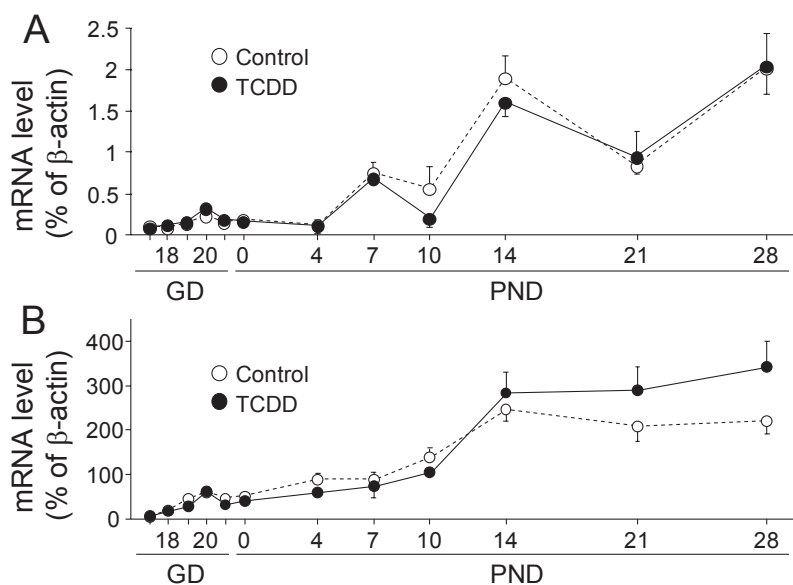 A
mRNA level
(% of β-actin)
2.5
2
1.5
1
0.5
0
Control
TCDD
18 20 0 4 7 10 14 21 28
GD PND
B
mRNA level
(% of β-actin)
400
300
200
100
0
Control
TCDD
18 20 0 4 7 10 14 21 28
GD PND